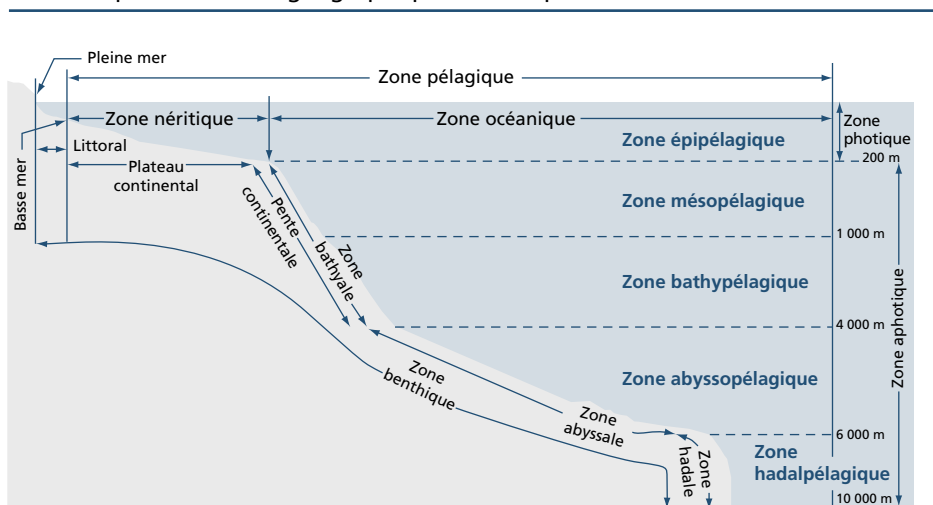 Pleine mer
Zone pélagique
Zone néritique
Zone océanique
Zone
photique
Zone épipélagique
Littoral
200 m
Basse mer
Plateau
continental
Zone mésopélagique
Pente
continentale
Zone
bathyale
1 000 m
Zone bathypélagique
4 000 m
Zone aphotique
Zone
benthique
Zone abyssopélagique
Zone
abyssale
6 000 m
Zone
hadale
Zone
hadalpélagique
10 000 m